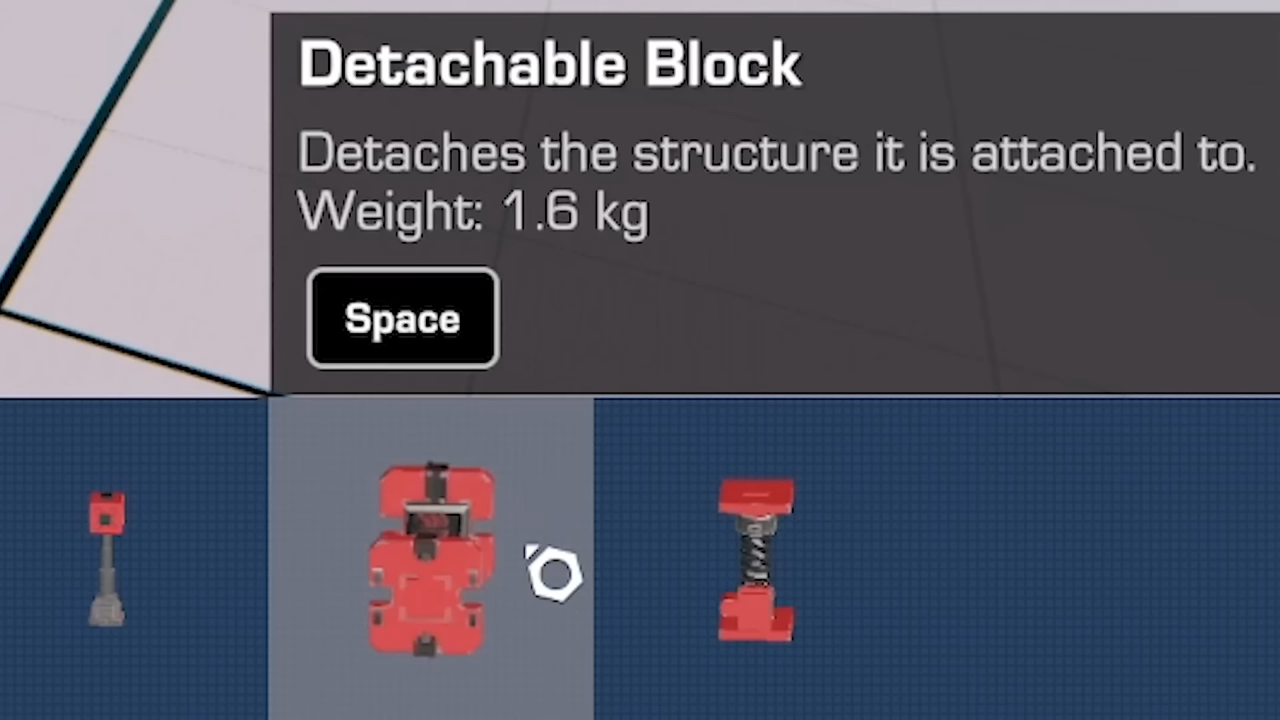 Detachable Block
Detaches the structure it is attached to.
Weight: 1.6 kg
Space